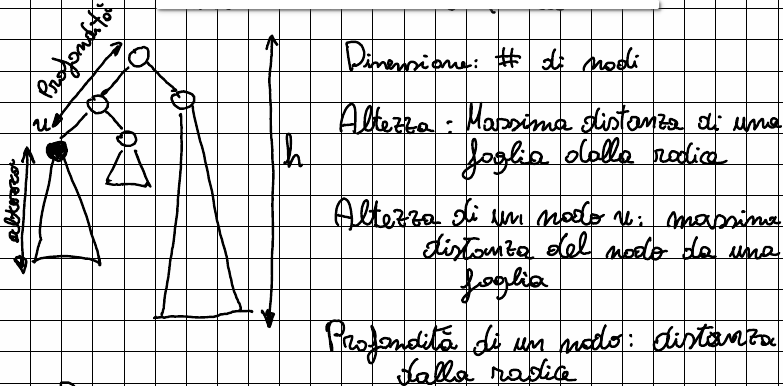 Profondità
u
altezza
h
Dimensione: # di nodi
Altezza: Massima distanza di una
foglia dalla radice
Altezza di un nodo u: massima
distanza del nodo da una
foglia
Profondità di un nodo: distanza
dalla radice